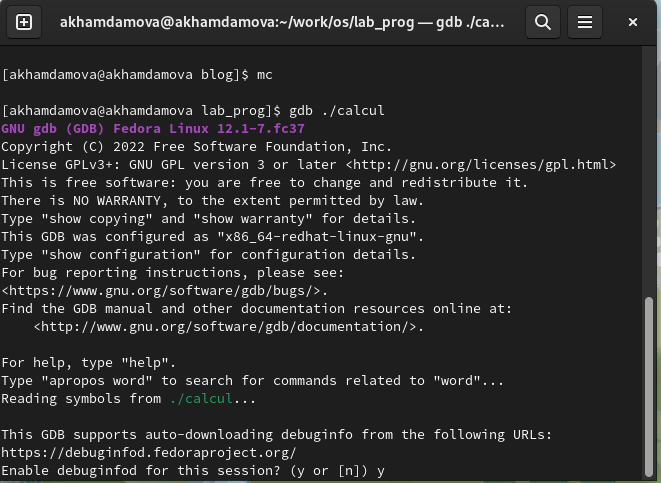 akhamdamova@akhamdamova:~/work/os/lab_prog — gdb ./ca...
[akhamdamova@akhamdamova blog]$ mc
[akhamdamova@akhamdamova lab_prog]$ gdb ./calcul
GNU gdb (GDB) Fedora Linux 12.1-7.fc37
Copyright (C) 2022 Free Software Foundation, Inc.
License GPLv3+: GNU GPL version 3 or later <http://gnu.org/licenses/gpl.html>
This is free software: you are free to change and redistribute it.
There is NO WARRANTY, to the extent permitted by law.
Type "show copying" and "show warranty" for details.
This GDB was configured as "x86_64-redhat-linux-gnu".
Type "show configuration" for configuration details.
For bug reporting instructions, please see:
<https://www.gnu.org/software/gdb/bugs/>.
Find the GDB manual and other documentation resources online at:
    <http://www.gnu.org/software/gdb/documentation/>.
For help, type "help".
Type "apropos word" to search for commands related to "word"...
Reading symbols from ./calcul...
This GDB supports auto-downloading debuginfo from the following URLs:
https://debuginfod.fedoraproject.org/
Enable debuginfod for this session? (y or [n]) y